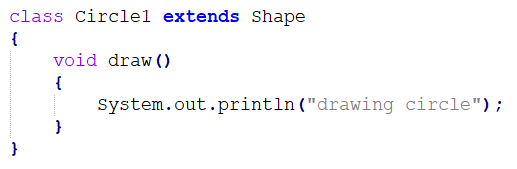 class Circle1 extends Shape
{
    void draw()
    {
        System.out.println("drawing circle");
    }
}